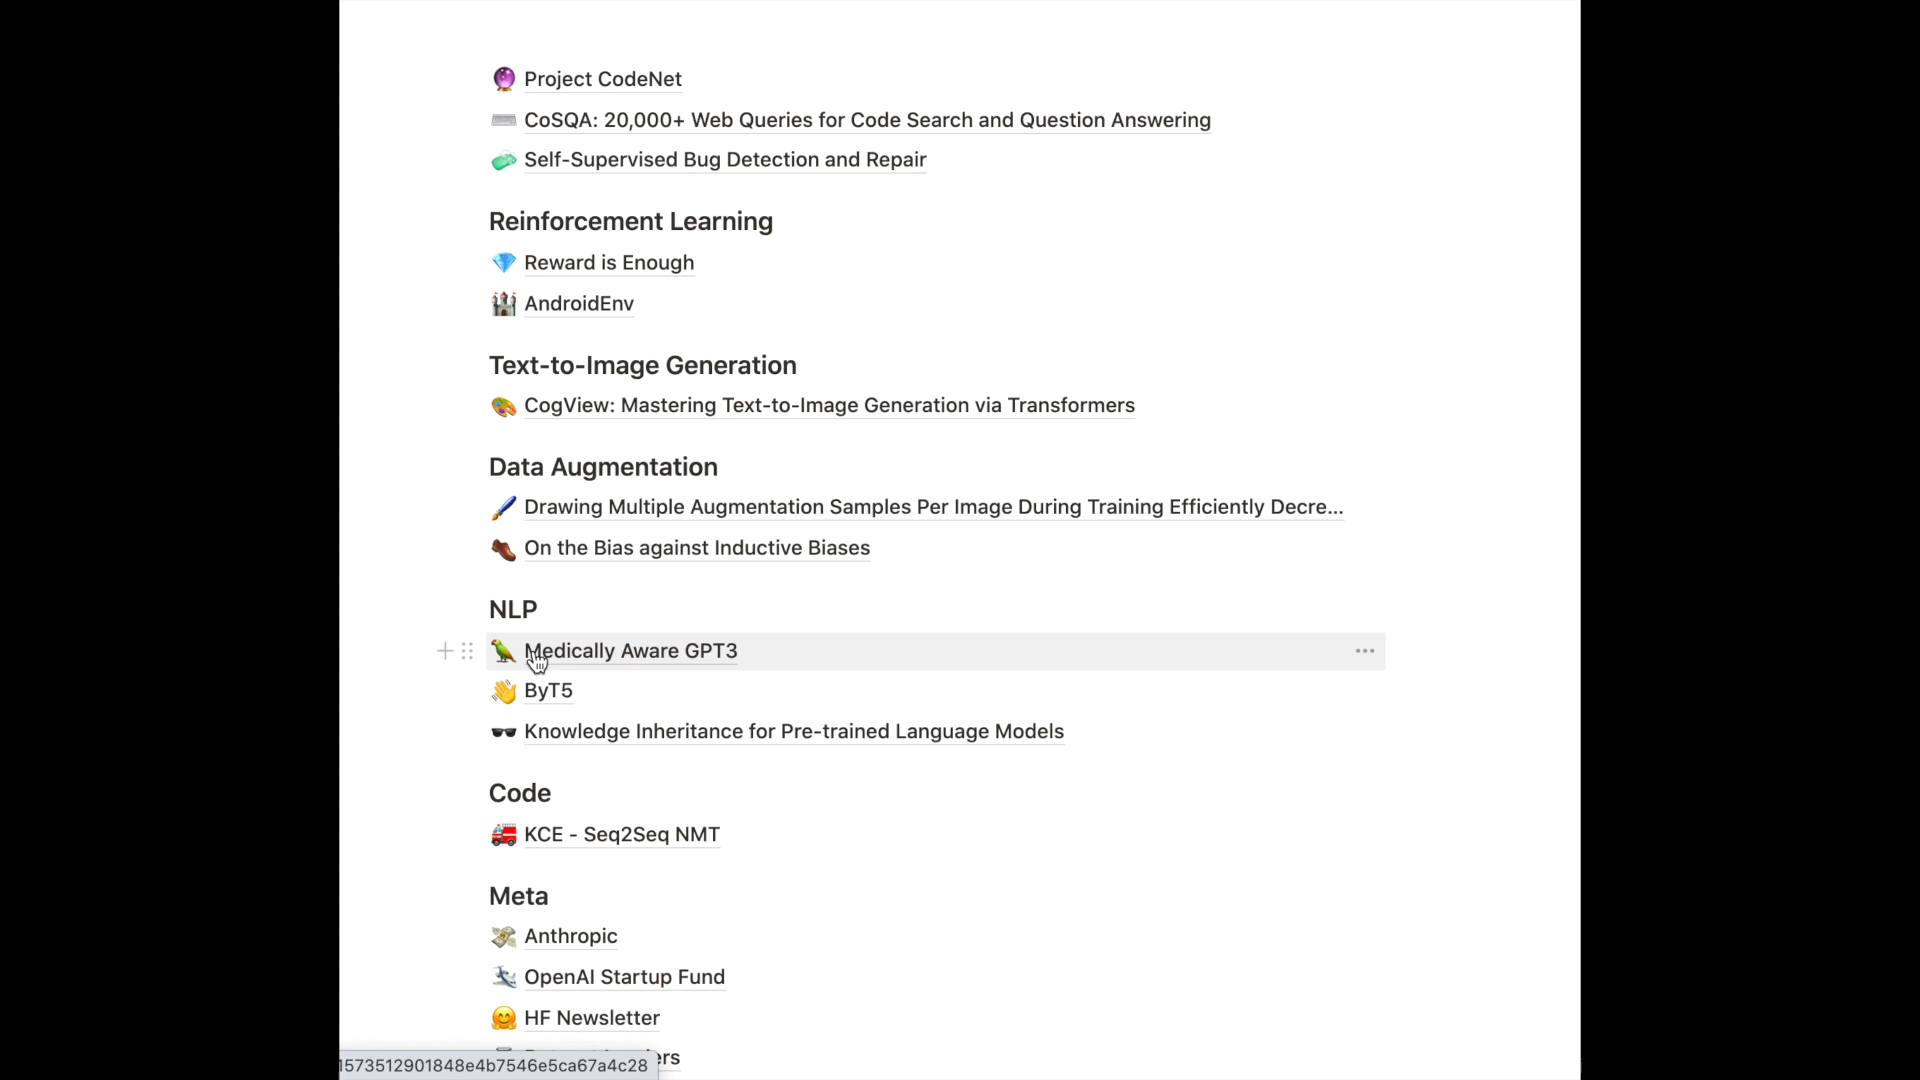 Project CodeNet
CoSQA: 20,000+ Web Queries for Code Search and Question Answering
Self-Supervised Bug Detection and Repair
Reinforcement Learning
Reward is Enough
AndroidEnv
Text-to-Image Generation
CogView: Mastering Text-to-Image Generation via Transformers
Data Augmentation
Drawing Multiple Augmentation Samples Per Image During Training Efficiently Decre...
On the Bias against Inductive Biases
NLP
Medically Aware GPT3
ByT5
Knowledge Inheritance for Pre-trained Language Models
Code
KCE - Seq2Seq NMT
Meta
Anthropic
OpenAI Startup Fund
HF Newsletter
1573512901848e4b7546e5ca67a4c28